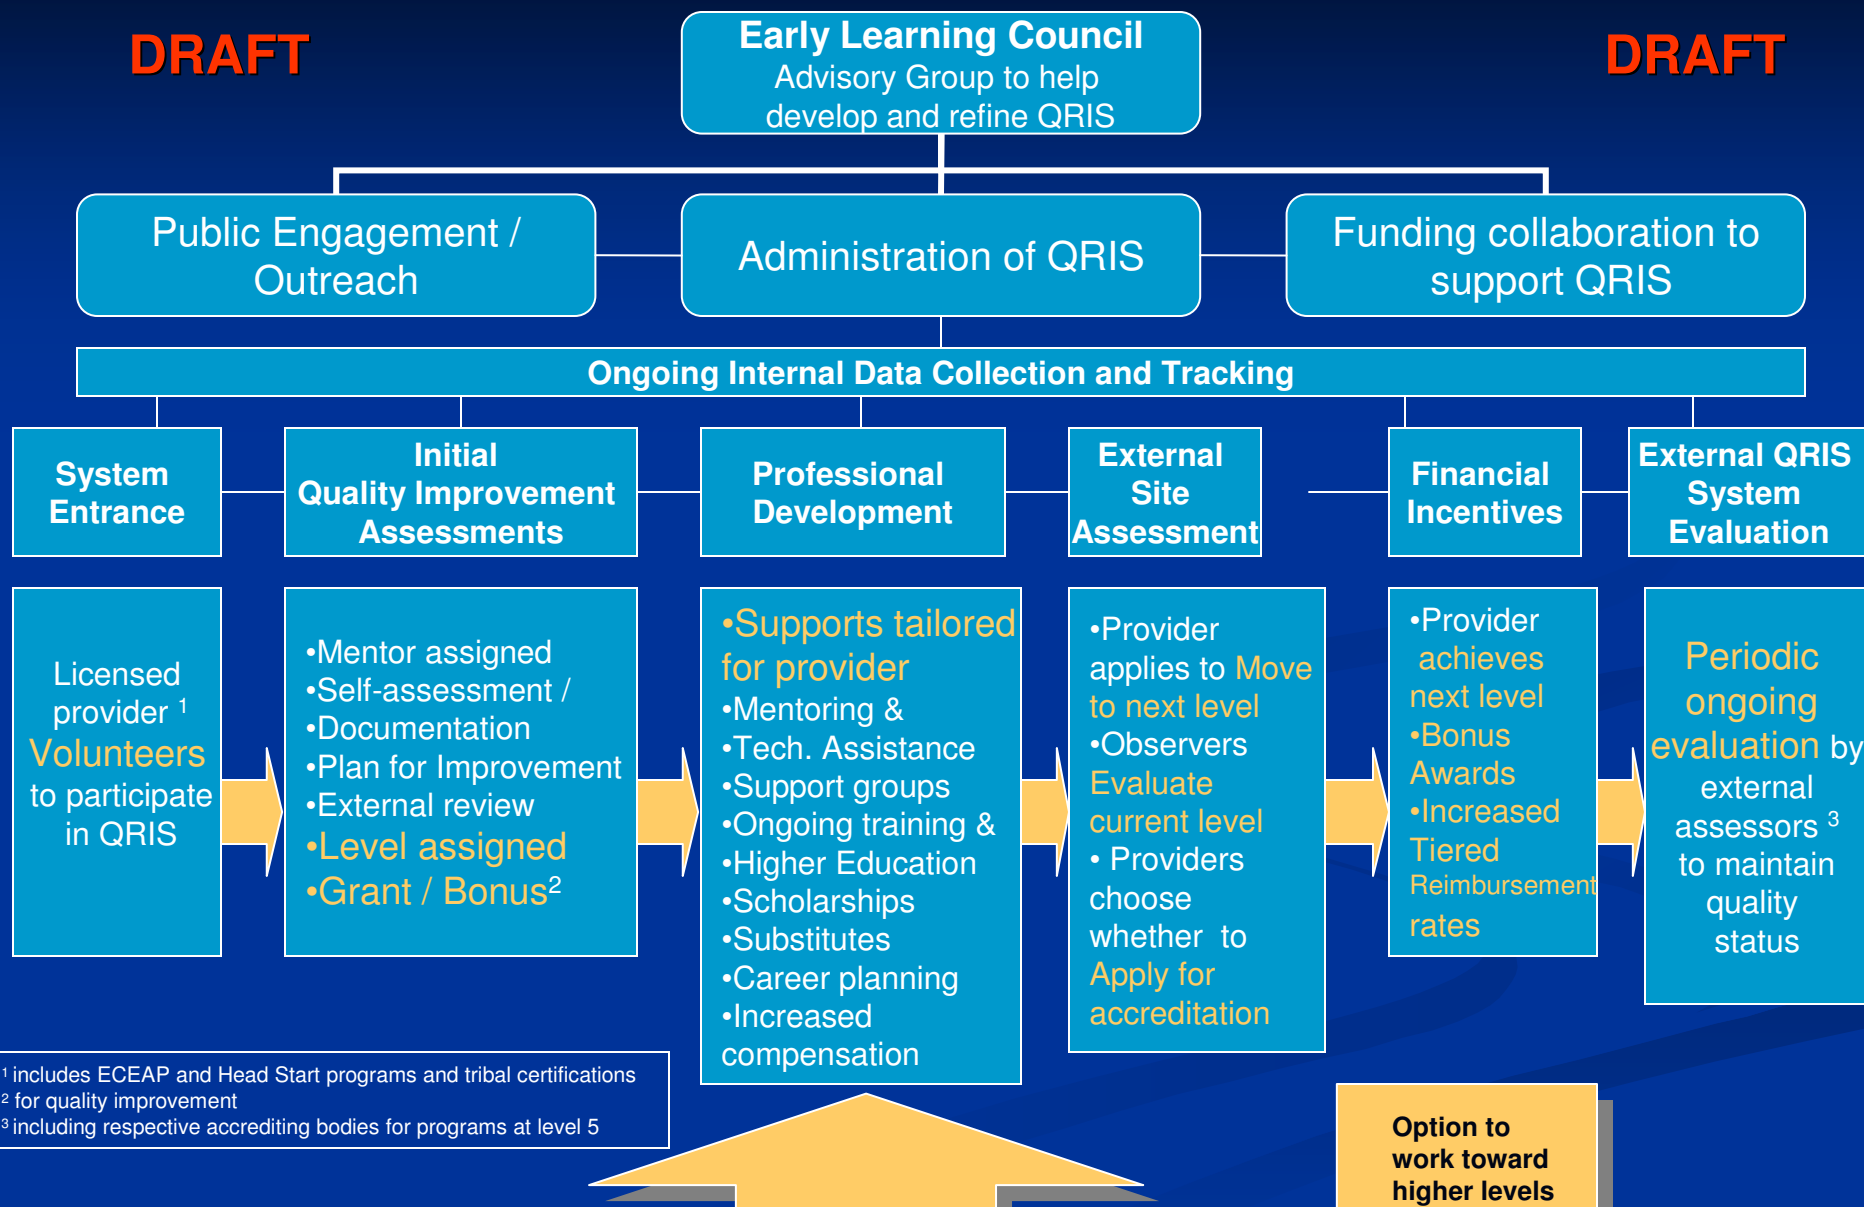 DRAFT
DRAFT
Early Learning Council
Advisory Group to help
develop and refine QRIS
Public Engagement /
Outreach
Administration of QRIS
Funding collaboration to
support QRIS
Ongoing Internal Data Collection and Tracking
System
Entrance
Initial
Quality Improvement
Assessments
Professional
Development
External
Site
Assessment
Financial
Incentives
External QRIS
System
Evaluation
Licensed
provider ¹
Volunteers
to participate
in QRIS
•Mentor assigned
•Self-assessment /
•Documentation
•Plan for Improvement
•External review
•Level assigned
•Grant / Bonus²
•Supports tailored
for provider
•Mentoring &
•Tech. Assistance
•Support groups
•Ongoing training &
•Higher Education
•Scholarships
•Substitutes
•Career planning
•Increased
compensation
•Provider
applies to Move
to next level
•Observers
Evaluate
current level
• Providers
choose
whether to
Apply for
accreditation
•Provider
achieves
next level
•Bonus
Awards
•Increased
Tiered
Reimbursement
rates
Periodic
ongoing
evaluation by
external
assessors ³
to maintain
quality
status
¹ includes ECEAP and Head Start programs and tribal certifications
² for quality improvement
³ including respective accrediting bodies for programs at level 5
Option to
work toward
higher levels